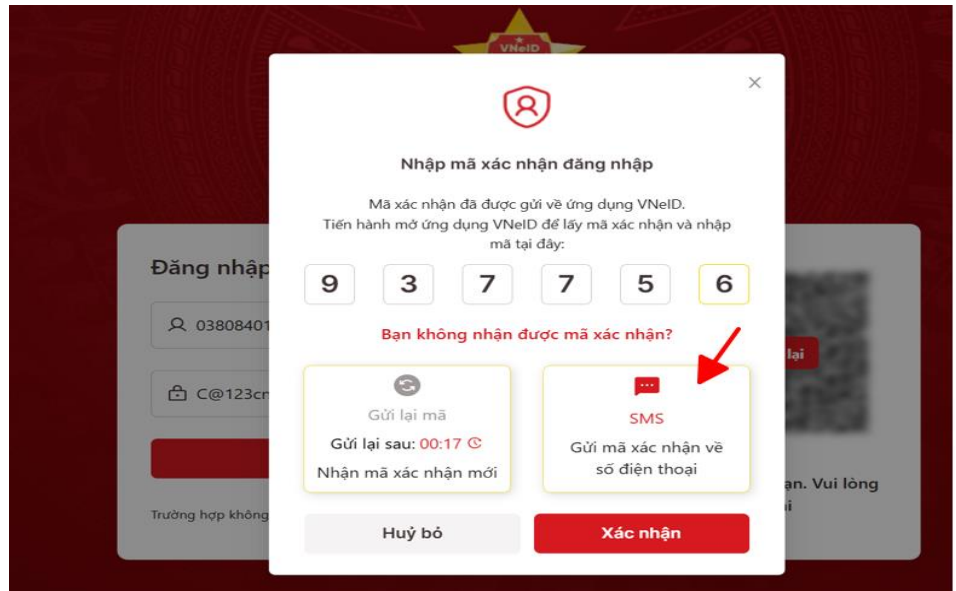 VNeID
Nhập mã xác nhận đăng nhập
Mã xác nhận đã được gửi về ứng dụng VNeID.
Tiến hành mở ứng dụng VNeID để lấy mã xác nhận và nhập
mã tại đây:
9 3 7 7 5 6
Bạn không nhận được mã xác nhận?
Gửi lại mã
Gửi lại sau: 00:17
Nhận mã xác nhận mới
SMS
Gửi mã xác nhận về
số điện thoại
Huỷ bỏ
Xác nhận
Đăng nhập
03808401
C@123cn
Trường hợp không
lại
ạn. Vui lòng